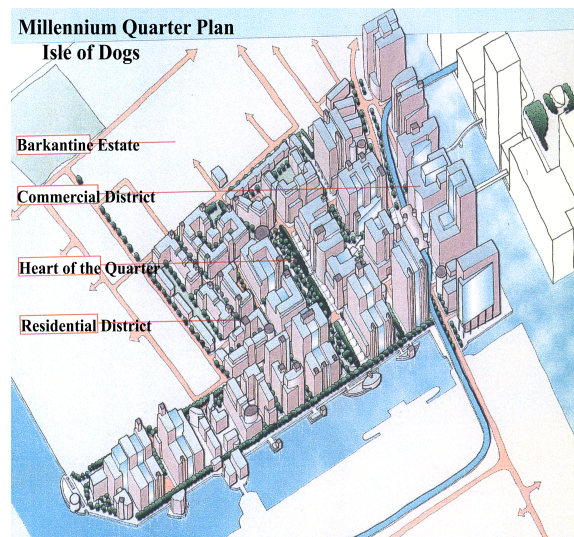 Millennium Quarter Plan
Isle of Dogs
Barkantine Estate
Commercial District
Heart of the Quarter
Residential District